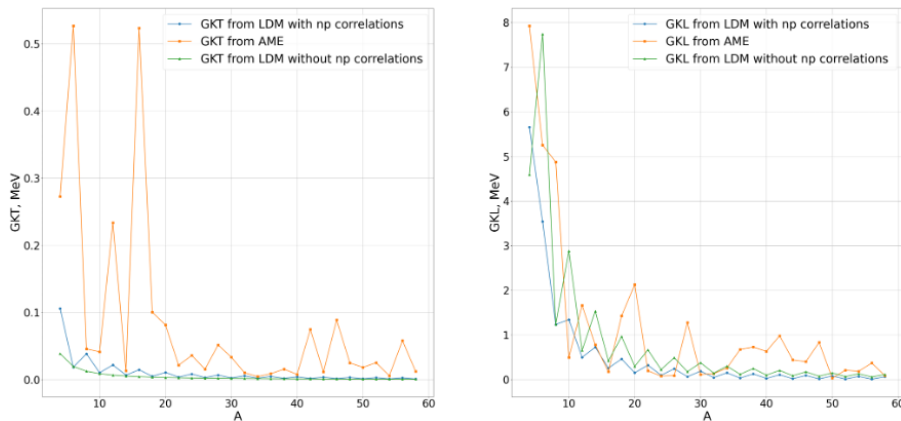 GKT from LDM with np correlations
GKT from AME
GKT from LDM without np correlations
0.5
0.4
0.3
0.2
0.1
0.0
GKT, MeV
10
20
30
40
50
60
A
GKL from LDM with np correlations
GKL from AME
GKL from LDM without np correlations
8
7
6
5
4
3
2
1
0
GKL, MeV
10
20
30
40
50
60
A